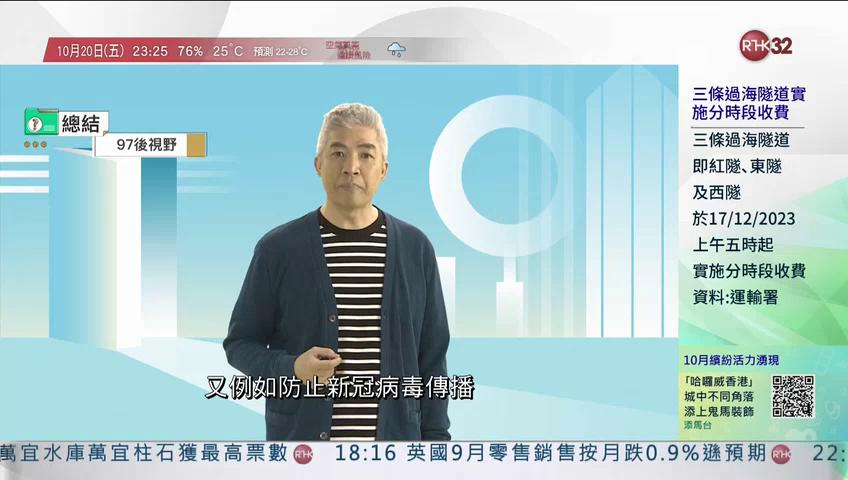 10月20日(五) 23:25 76% 25°C 預測 22-28°C
RTHK32
總結
97後視野
三條過海隧道實
施分時段收費
三條過海隧道
即紅隧、東隧
及西隧
於17/12/2023
上午五時起
實施分時段收費
資料:運輸署
10月繽紛活力湧現
「哈囉威香港」
城中不同角落
添上鬼馬裝飾
添馬台
又例如防止新冠病毒傳播
萬宜水庫萬宜柱石獲最高票數 RTHK 18:16 英國9月零售銷售按月跌0.9%遜預期 RTHK 22: